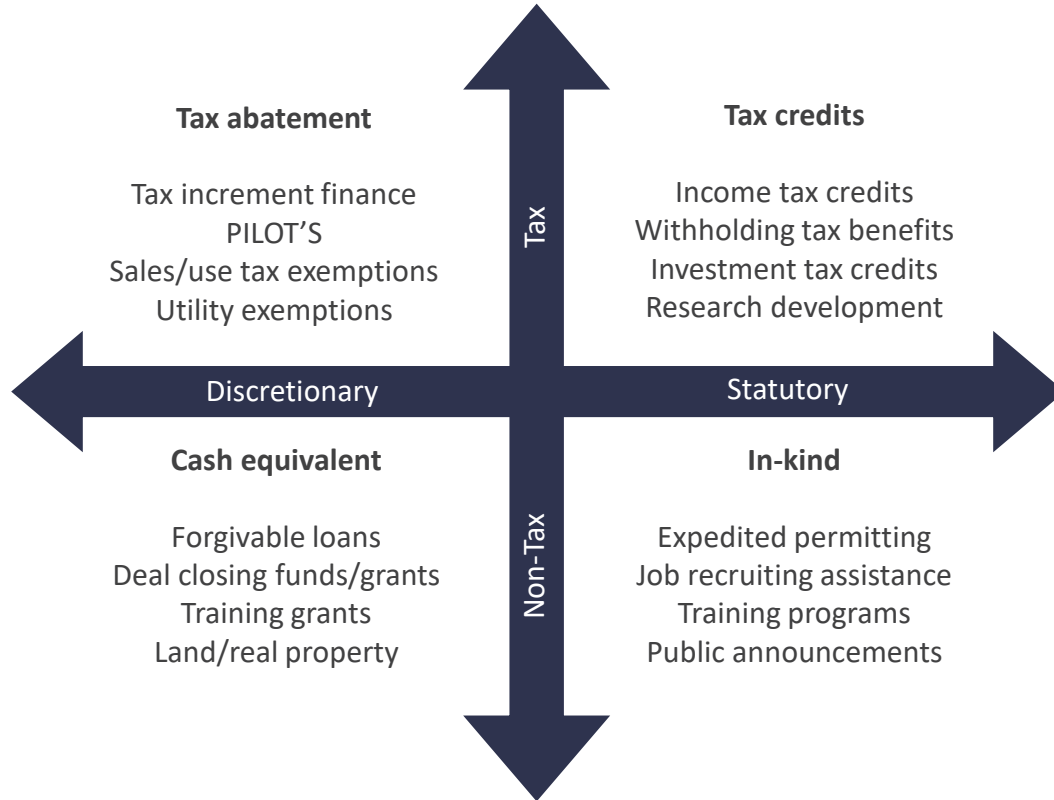 Tax abatement
Tax increment finance
PILOT’S
Sales/use tax exemptions
Utility exemptions
Tax credits
Income tax credits
Withholding tax benefits
Investment tax credits
Research development
Tax
Discretionary
Statutory
Non-Tax
Cash equivalent
Forgivable loans
Deal closing funds/grants
Training grants
Land/real property
In-kind
Expedited permitting
Job recruiting assistance
Training programs
Public announcements